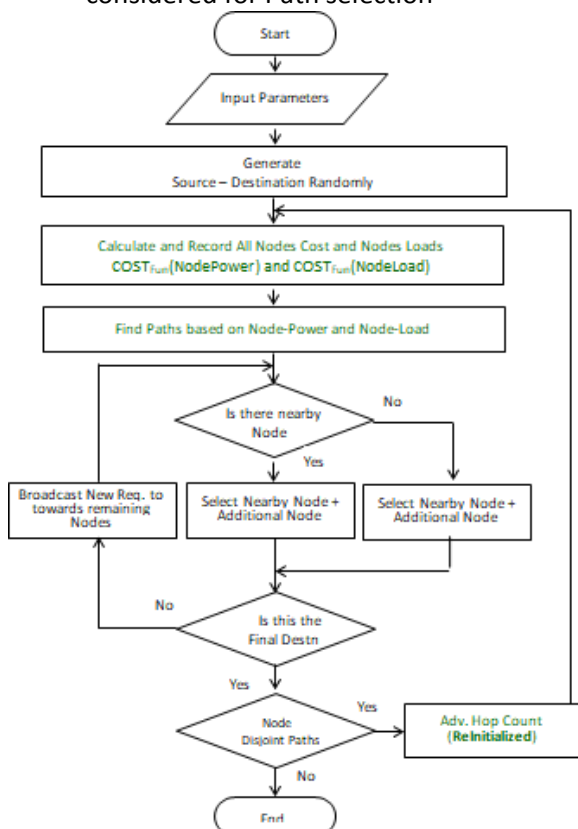 considered for Path selection
Start
Input Parameters
Generate
Source – Destination Randomly
Calculate and Record All Nodes Cost and Nodes Loads
COSTFun(NodePower) and COSTFun(NodeLoad)
Find Paths based on Node-Power and Node-Load
Is there nearby
Node
No
Yes
Broadcast New Req. to
towards remaining
Nodes
Select Nearby Node +
Additional Node
Select Nearby Node +
Additional Node
No
Is this the
Final Destn
Yes
Node
Disjoint Paths
Yes
Adv. Hop Count
(ReInitialized)
No
End